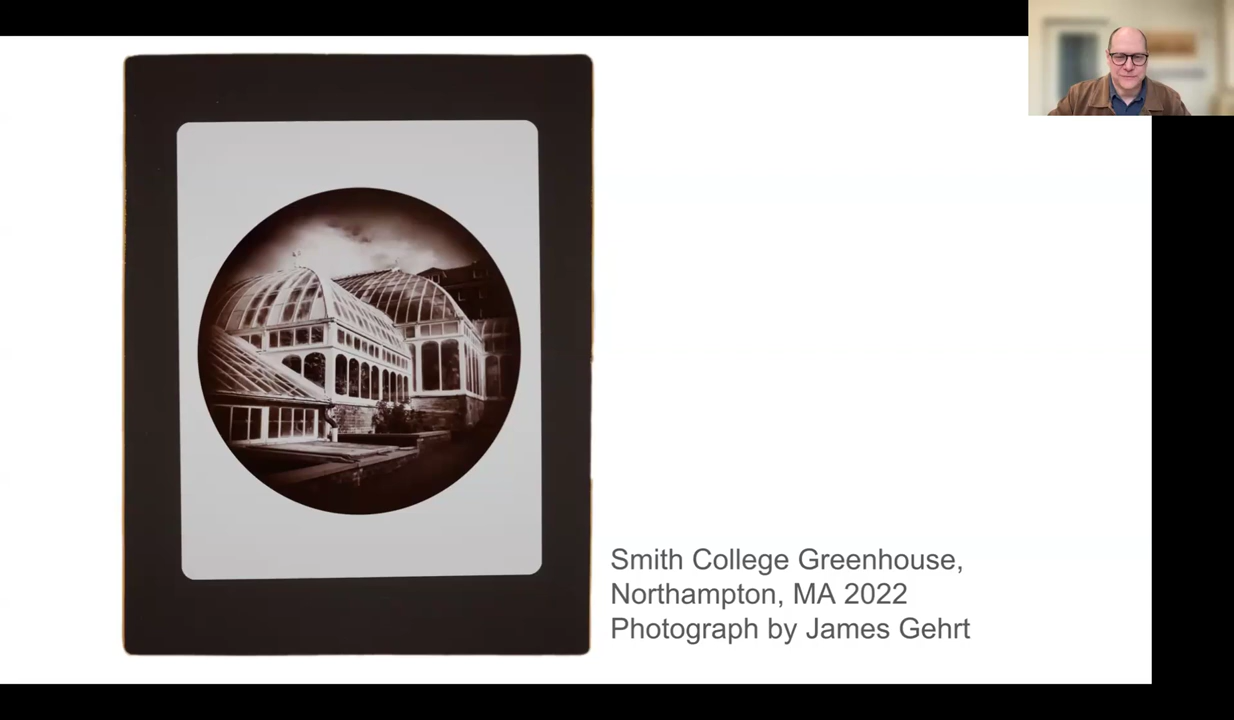 Smith College Greenhouse,
Northampton, MA 2022
Photograph by James Gehrt